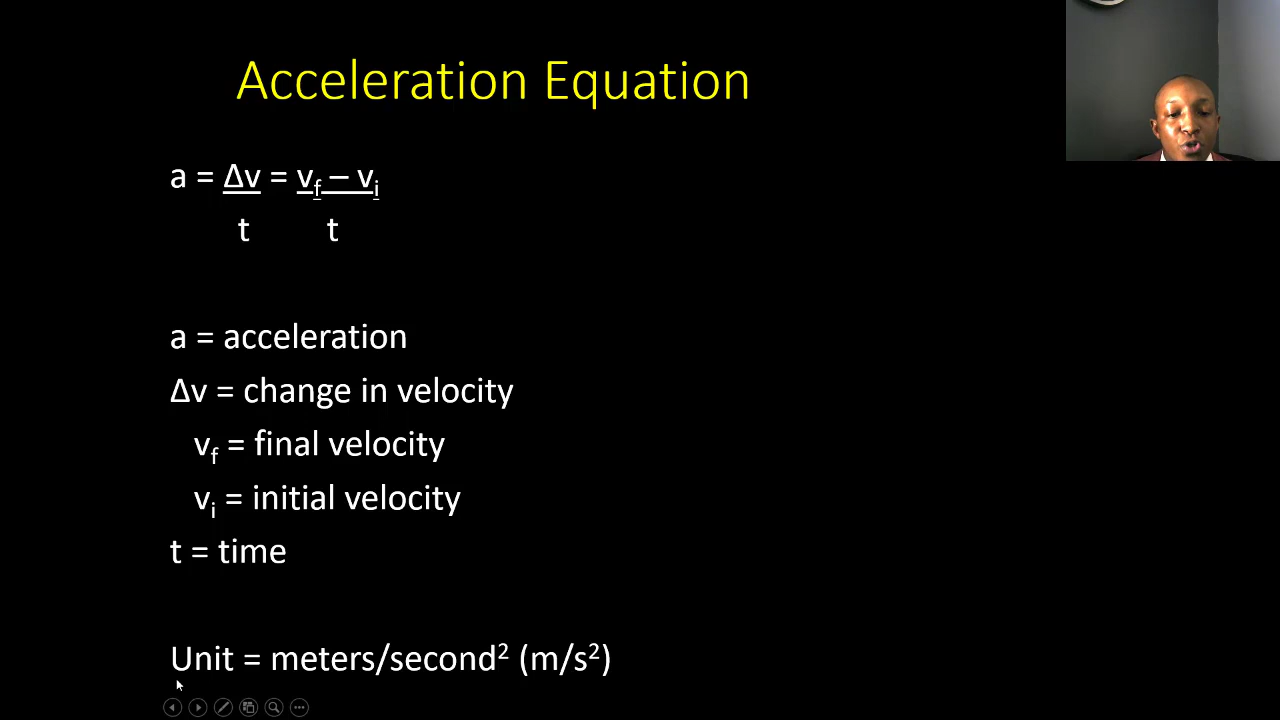 Acceleration Equation
a = Δv = vf – vi
t t
a = acceleration
Δv = change in velocity
vf = final velocity
vi = initial velocity
t = time
Unit = meters/second² (m/s²)